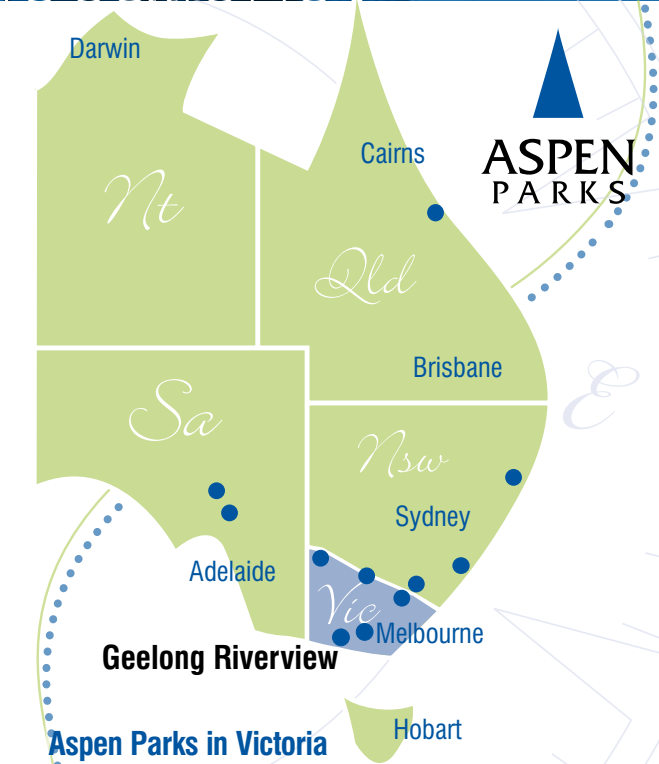 Darwin
ASPEN
PARKS
Cairns
Nt
Qld
Brisbane
E
Sa
Nsw
Sydney
Adelaide
Vic
Melbourne
Geelong Riverview
Hobart
Aspen Parks in Victoria